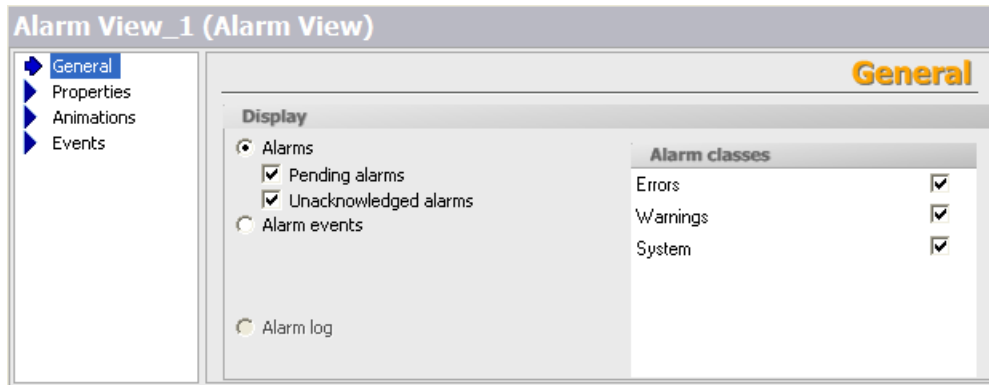 Alarm View_1 (Alarm View)
General
Properties
Animations
Events
General
Display
Alarms
Pending alarms
Unacknowledged alarms
Alarm events
Alarm log
Alarm classes
Errors
Warnings
System